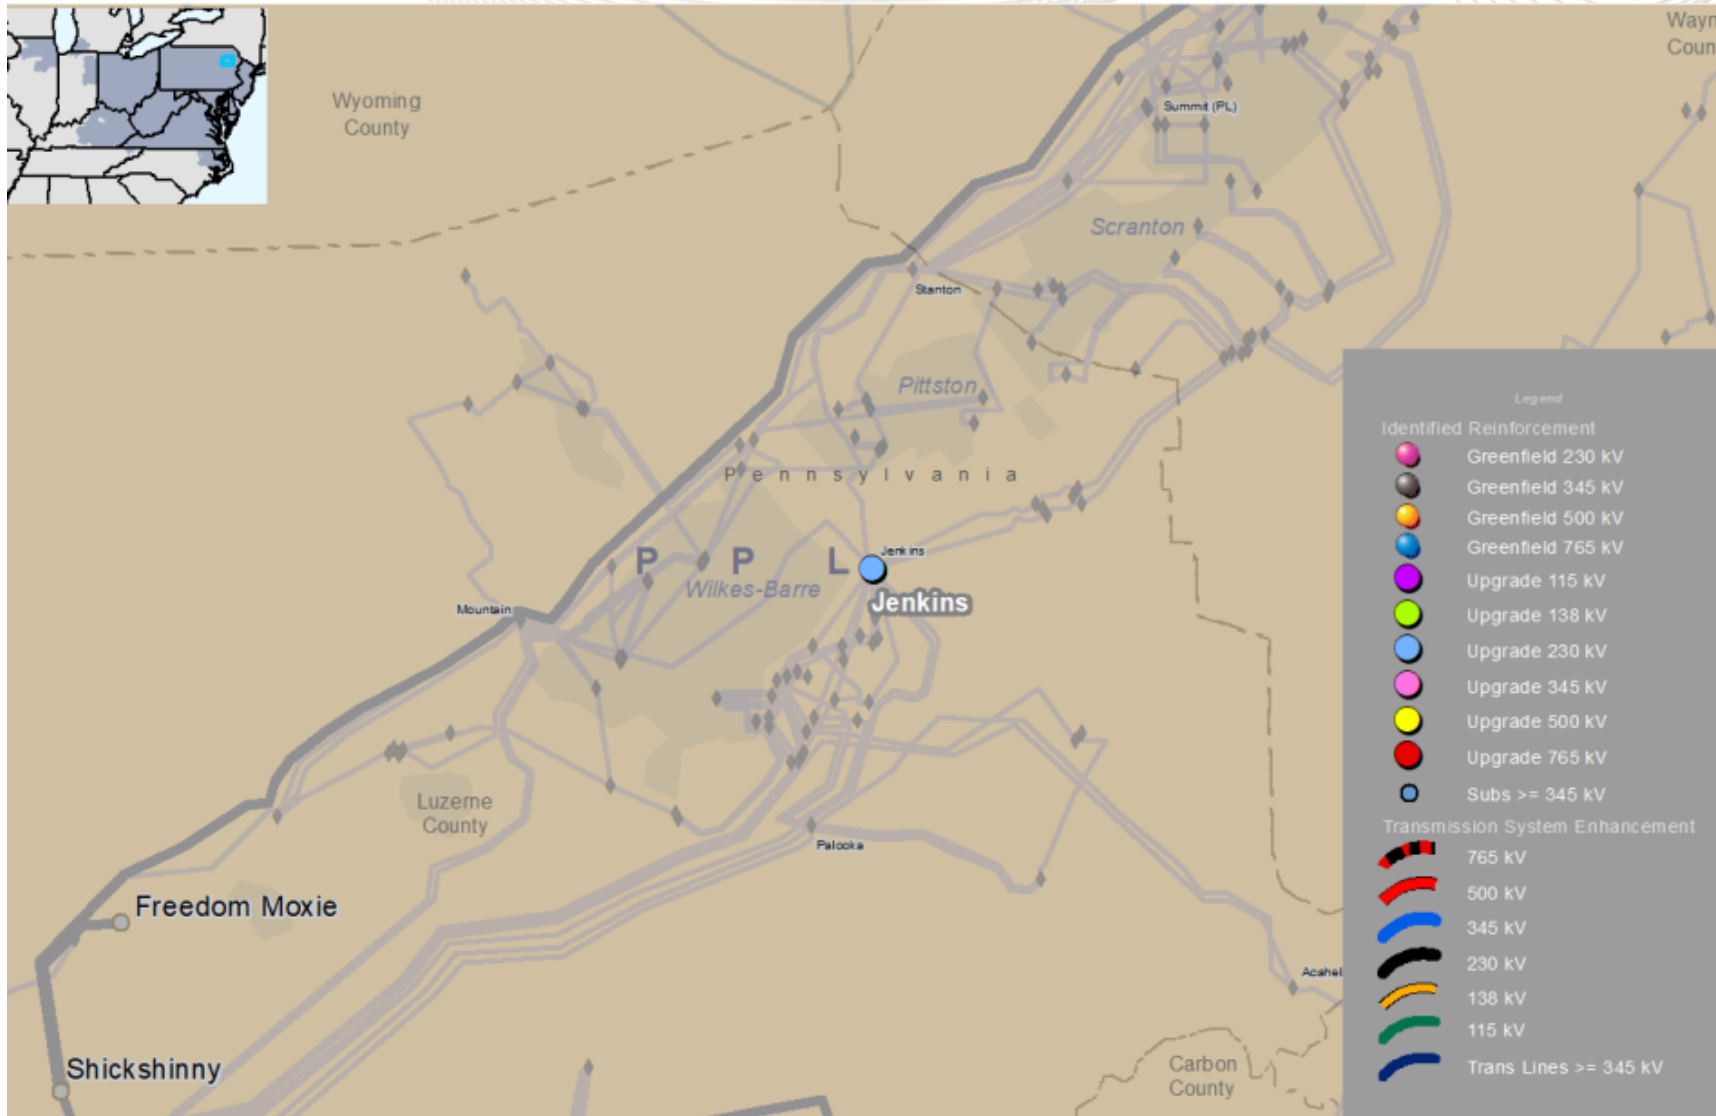 Wyoming
County
Summit (PL)
Scranton
Stanton
Pittston
Pennsylvania
PPL
Jenkins
Wilkes-Barre
Jenkins
Mountain
Luzerne
County
Palooka
Freedom Moxie
Shickshinny
Carbon
County
Legend
Identified Reinforcement
Greenfield 230 kV
Greenfield 345 kV
Greenfield 500 kV
Greenfield 765 kV
Upgrade 115 kV
Upgrade 138 kV
Upgrade 230 kV
Upgrade 345 kV
Upgrade 500 kV
Upgrade 765 kV
Subs >= 345 kV
Transmission System Enhancement
765 kV
500 kV
345 kV
230 kV
138 kV
115 kV
Trans Lines >= 345 kV